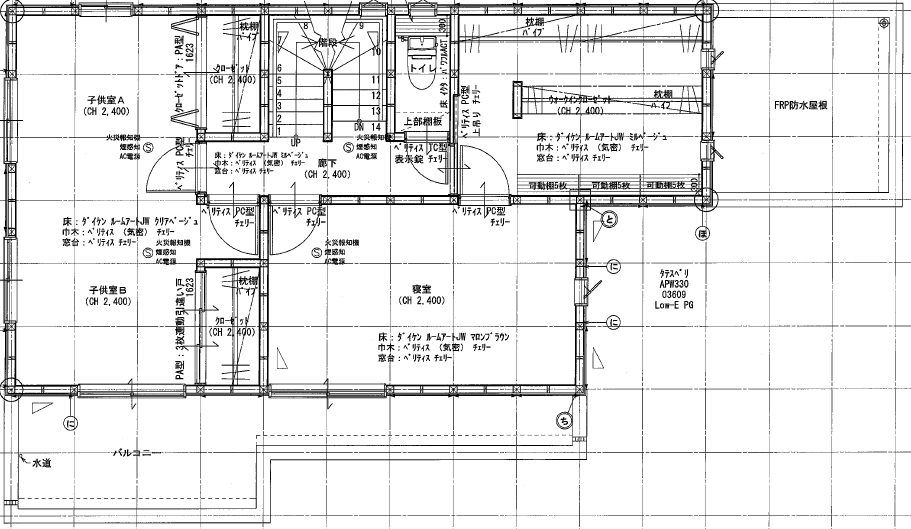 枕棚
パイプ
クローゼットドア：PA型
1623
クローゼット
(CH 2,400)
子供室A
(CH 2,400)
火災報知機
煙感知
AC電源
S
ベリティス PC型
チェリー
階段
8
9
7
10
6
5
4
3
2
1
11
12
13
DN 14
UP
トイレ
300
床 イクタ：パワフルACT
上部棚板
ベリティス PC型
上吊り チェリー
枕棚
パイプ
枕棚
パイプ
ウォークインクローゼット
(CH 2,400)
床：ダイケン ルームアートJW ミルベージュ
巾木：ベリティス （気密） チェリー
窓台：ベリティス チェリー
可動棚5枚
可動棚5枚
可動棚5枚
300
FRP防水屋根
火災報知機
煙感知
AC電源
S
ベリティス PC型
表示錠 チェリー
床：ダイケン ルームアートJW ミルベージュ
巾木：ベリティス （気密） チェリー
窓台：ベリティス チェリー
廊下
(CH 2,400)
ベリティス PC型
チェリー
ベリティス PC型
チェリー
ベリティス PC型
チェリー
床：ダイケン ルームアートJW クリアベージュ
巾木：ベリティス （気密） チェリー
窓台：ベリティス チェリー
火災報知機
煙感知
AC電源
S
火災報知機
煙感知
AC電源
S
子供室B
(CH 2,400)
PA型：3枚連動引違い戸
1623
枕棚
パイプ
クローゼット
(CH 2,400)
寝室
(CH 2,400)
床：ダイケン ルームアートJW マロンブラウン
巾木：ベリティス （気密） チェリー
窓台：ベリティス チェリー
と
ほ
に
に
タテスベリ
APW330
03609
Low-E PG
に
ち
バルコニー
水道